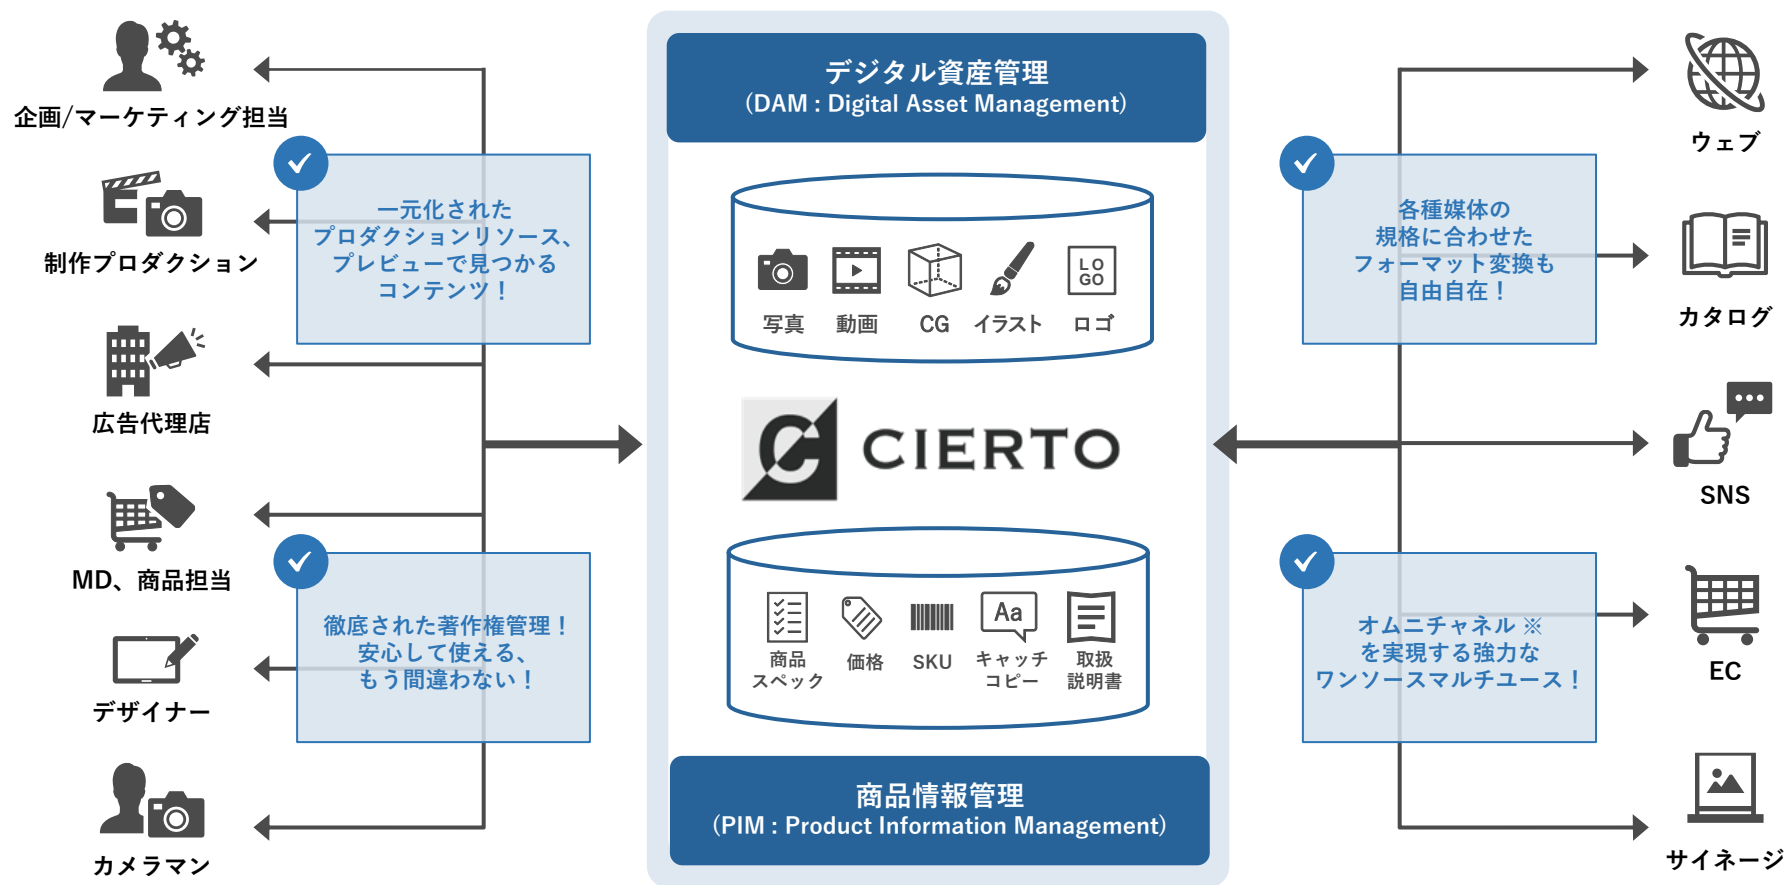 企画/マーケティング担当
制作プロダクション
広告代理店
MD、商品担当
デザイナー
カメラマン
一元化された
プロダクションリソース、
プレビューで見つかる
コンテンツ！
徹底された著作権管理！
安心して使える、
もう間違わない！
デジタル資産管理
(DAM : Digital Asset Management)
LO
GO
写真 動画 CG イラスト ロゴ
C CIERTO
Aa
商品
スペック
価格
SKU
キャッチ
コピー
取扱
説明書
商品情報管理
(PIM : Product Information Management)
各種媒体の
規格に合わせた
フォーマット変換も
自由自在！
オムニチャネル ※
を実現する強力な
ワンソースマルチユース！
ウェブ
カタログ
SNS
EC
サイネージ